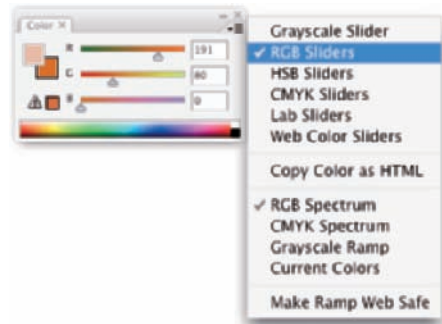 Color ×
R 191
G 80
B 0
Grayscale Slider
✓ RGB Sliders
HSB Sliders
CMYK Sliders
Lab Sliders
Web Color Sliders
Copy Color as HTML
✓ RGB Spectrum
CMYK Spectrum
Grayscale Ramp
Current Colors
Make Ramp Web Safe